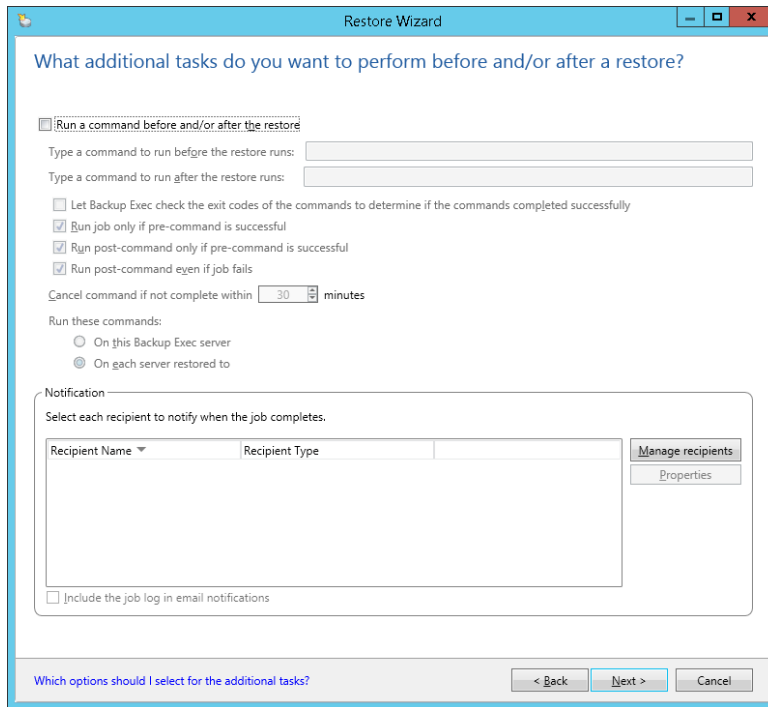 Restore Wizard
What additional tasks do you want to perform before and/or after a restore?
Run a command before and/or after the restore
Type a command to run before the restore runs:
Type a command to run after the restore runs:
Let Backup Exec check the exit codes of the commands to determine if the commands completed successfully
Run job only if pre-command is successful
Run post-command only if pre-command is successful
Run post-command even if job fails
Cancel command if not complete within 30 minutes
Run these commands:
On this Backup Exec server
On each server restored to
Notification
Select each recipient to notify when the job completes.
Recipient Name Recipient Type
Manage recipients
Properties
Include the job log in email notifications
Which options should I select for the additional tasks? < Back Next > Cancel